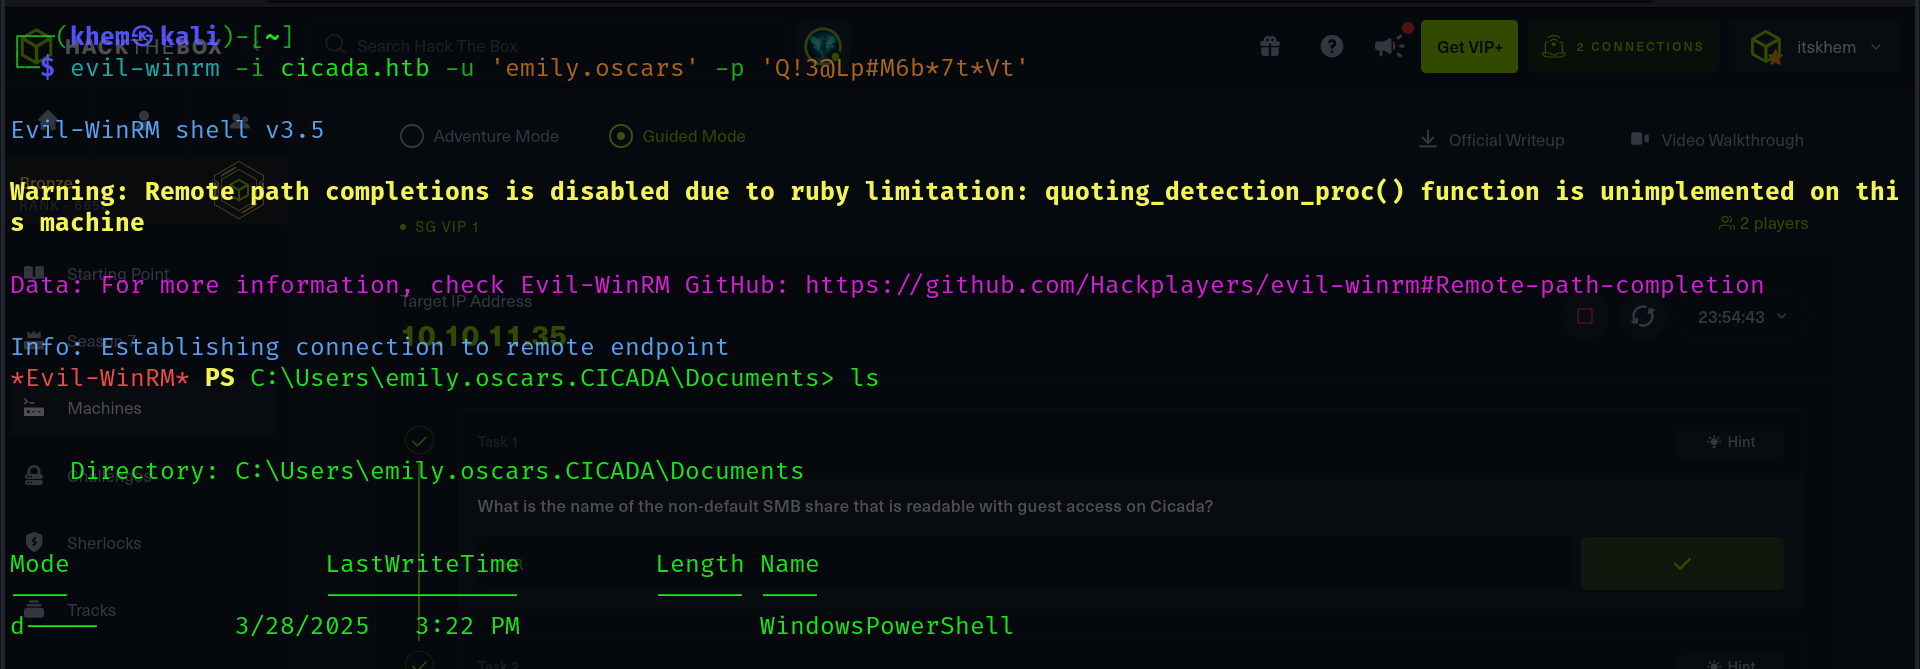 ┌──(khem㉿kali)-[~]
HACKTHEBOX
Search Hack The Box
Get VIP+
2 CONNECTIONS
itskhem
└─$ evil-winrm -i cicada.htb -u 'emily.oscars' -p 'Q!3@Lp#M6b*7t*Vt'
Evil-WinRM shell v3.5
Adventure Mode
Guided Mode
Official Writeup
Video Walkthrough
Bronze
Warning: Remote path completions is disabled due to ruby limitation: quoting_detection_proc() function is unimplemented on thi
s machine
SG VIP 1
2 players
Starting Point
Data: For more information, check Evil-WinRM GitHub: https://github.com/Hackplayers/evil-winrm#Remote-path-completion
Target IP Address
10.10.11.35
23:54:43
Season 7
Info: Establishing connection to remote endpoint
*Evil-WinRM* PS C:\Users\emily.oscars.CICADA\Documents> ls
Machines
Task 1
Hint
Directory: C:\Users\emily.oscars.CICADA\Documents
Challenges
What is the name of the non-default SMB share that is readable with guest access on Cicada?
Sherlocks
Mode LastWriteTime Length Name
---- ------------- ------ ----
Tracks
d----- 3/28/2025 3:22 PM WindowsPowerShell
Task 2
Hint